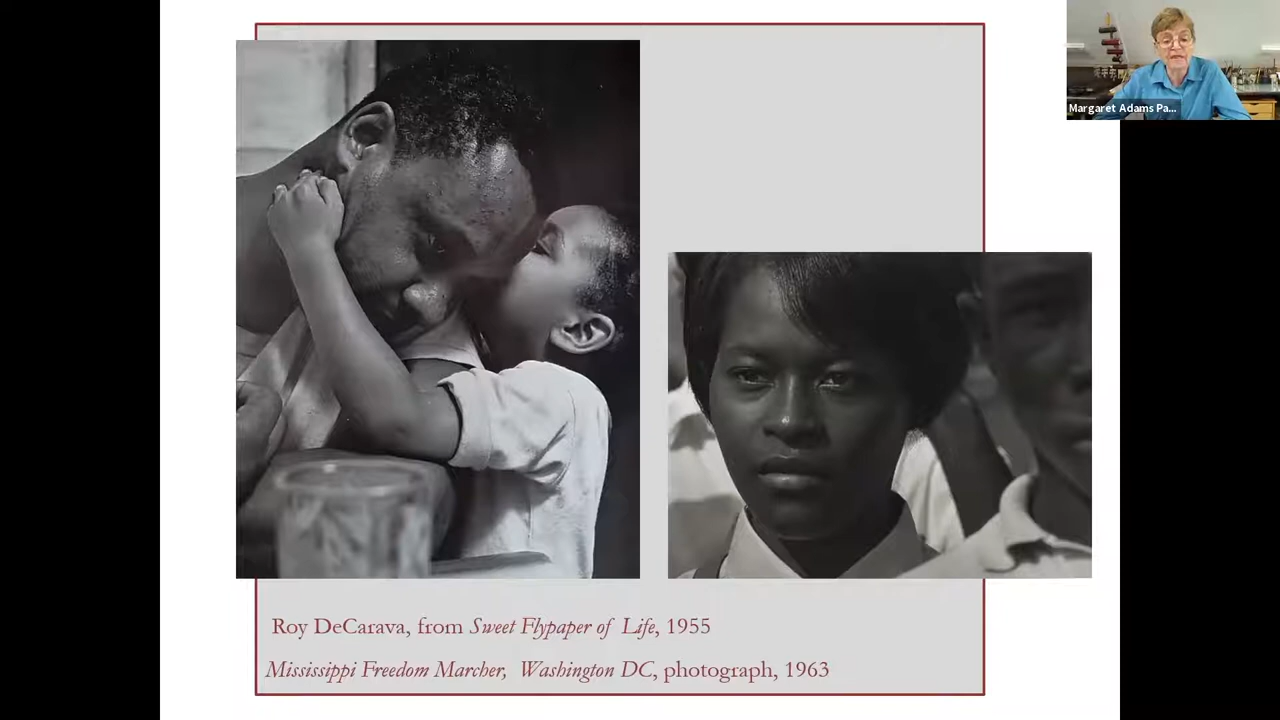 Margaret Adams Pa...
Roy DeCarava, from Sweet Flypaper of Life, 1955
Mississippi Freedom Marcher, Washington DC, photograph, 1963